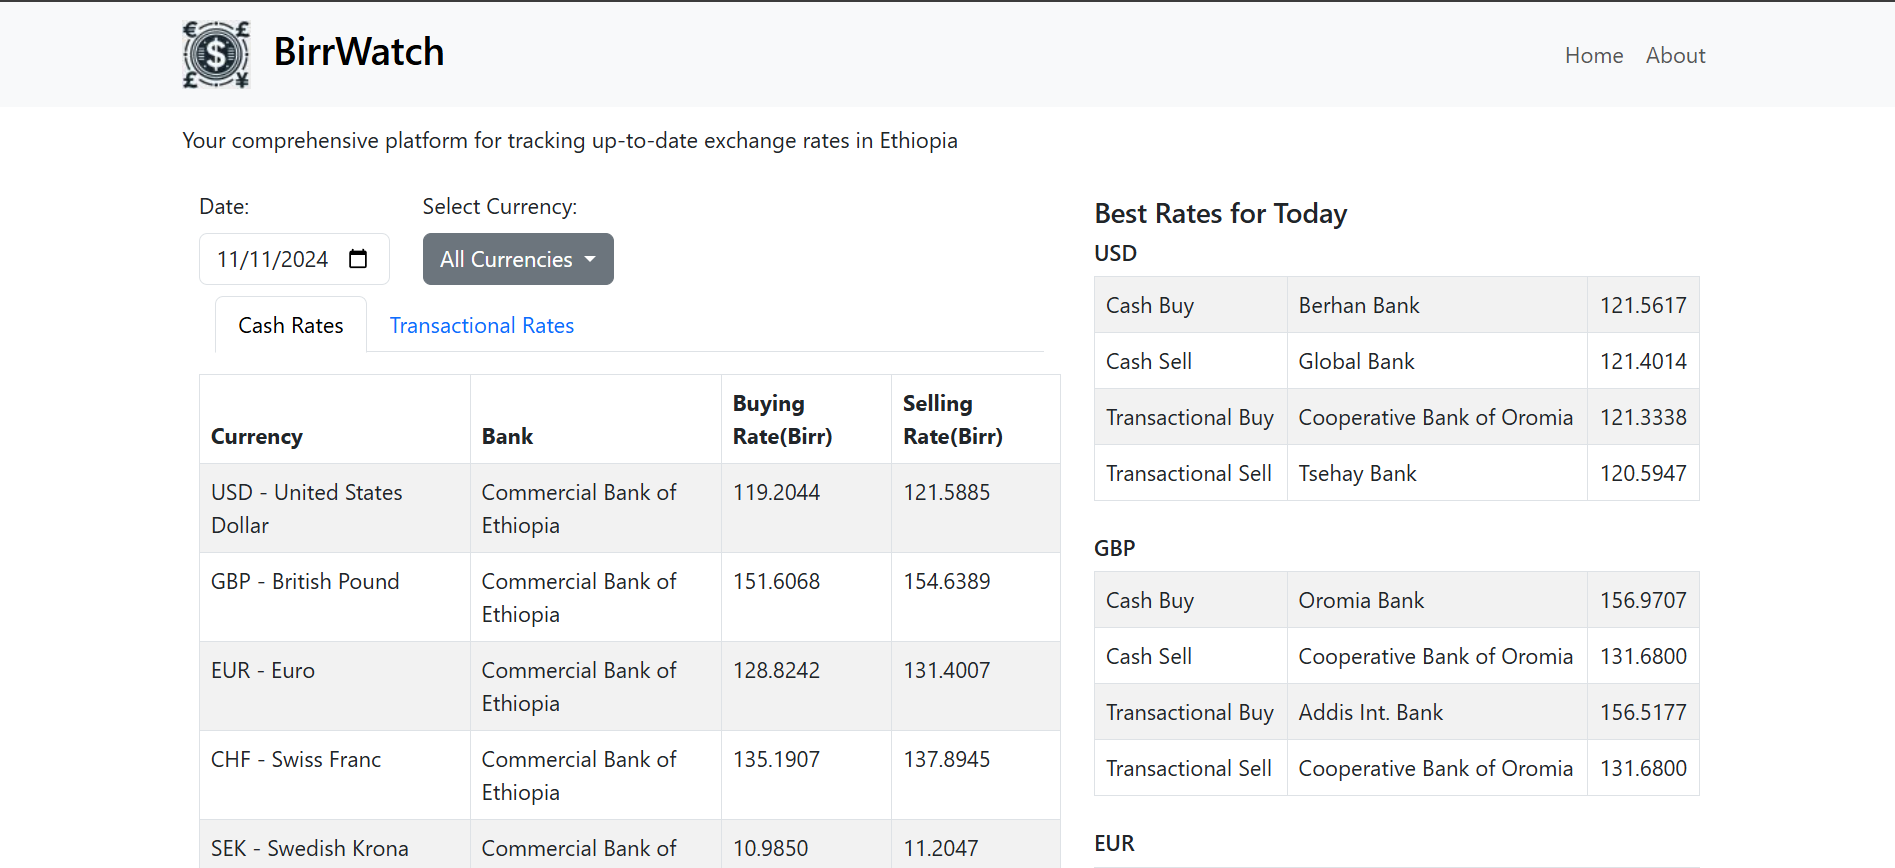 BirrWatch
Home
About
Your comprehensive platform for tracking up-to-date exchange rates in Ethiopia
Date:
Select Currency:
11/11/2024
All Currencies
Cash Rates
Transactional Rates
Currency
Bank
Buying
Rate(Birr)
Selling
Rate(Birr)
USD - United States
Dollar
Commercial Bank of
Ethiopia
119.2044
121.5885
GBP - British Pound
Commercial Bank of
Ethiopia
151.6068
154.6389
EUR - Euro
Commercial Bank of
Ethiopia
128.8242
131.4007
CHF - Swiss Franc
Commercial Bank of
Ethiopia
135.1907
137.8945
SEK - Swedish Krona
Commercial Bank of
10.9850
11.2047
Best Rates for Today
USD
Cash Buy
Berhan Bank
121.5617
Cash Sell
Global Bank
121.4014
Transactional Buy
Cooperative Bank of Oromia
121.3338
Transactional Sell
Tsehay Bank
120.5947
GBP
Cash Buy
Oromia Bank
156.9707
Cash Sell
Cooperative Bank of Oromia
131.6800
Transactional Buy
Addis Int. Bank
156.5177
Transactional Sell
Cooperative Bank of Oromia
131.6800
EUR